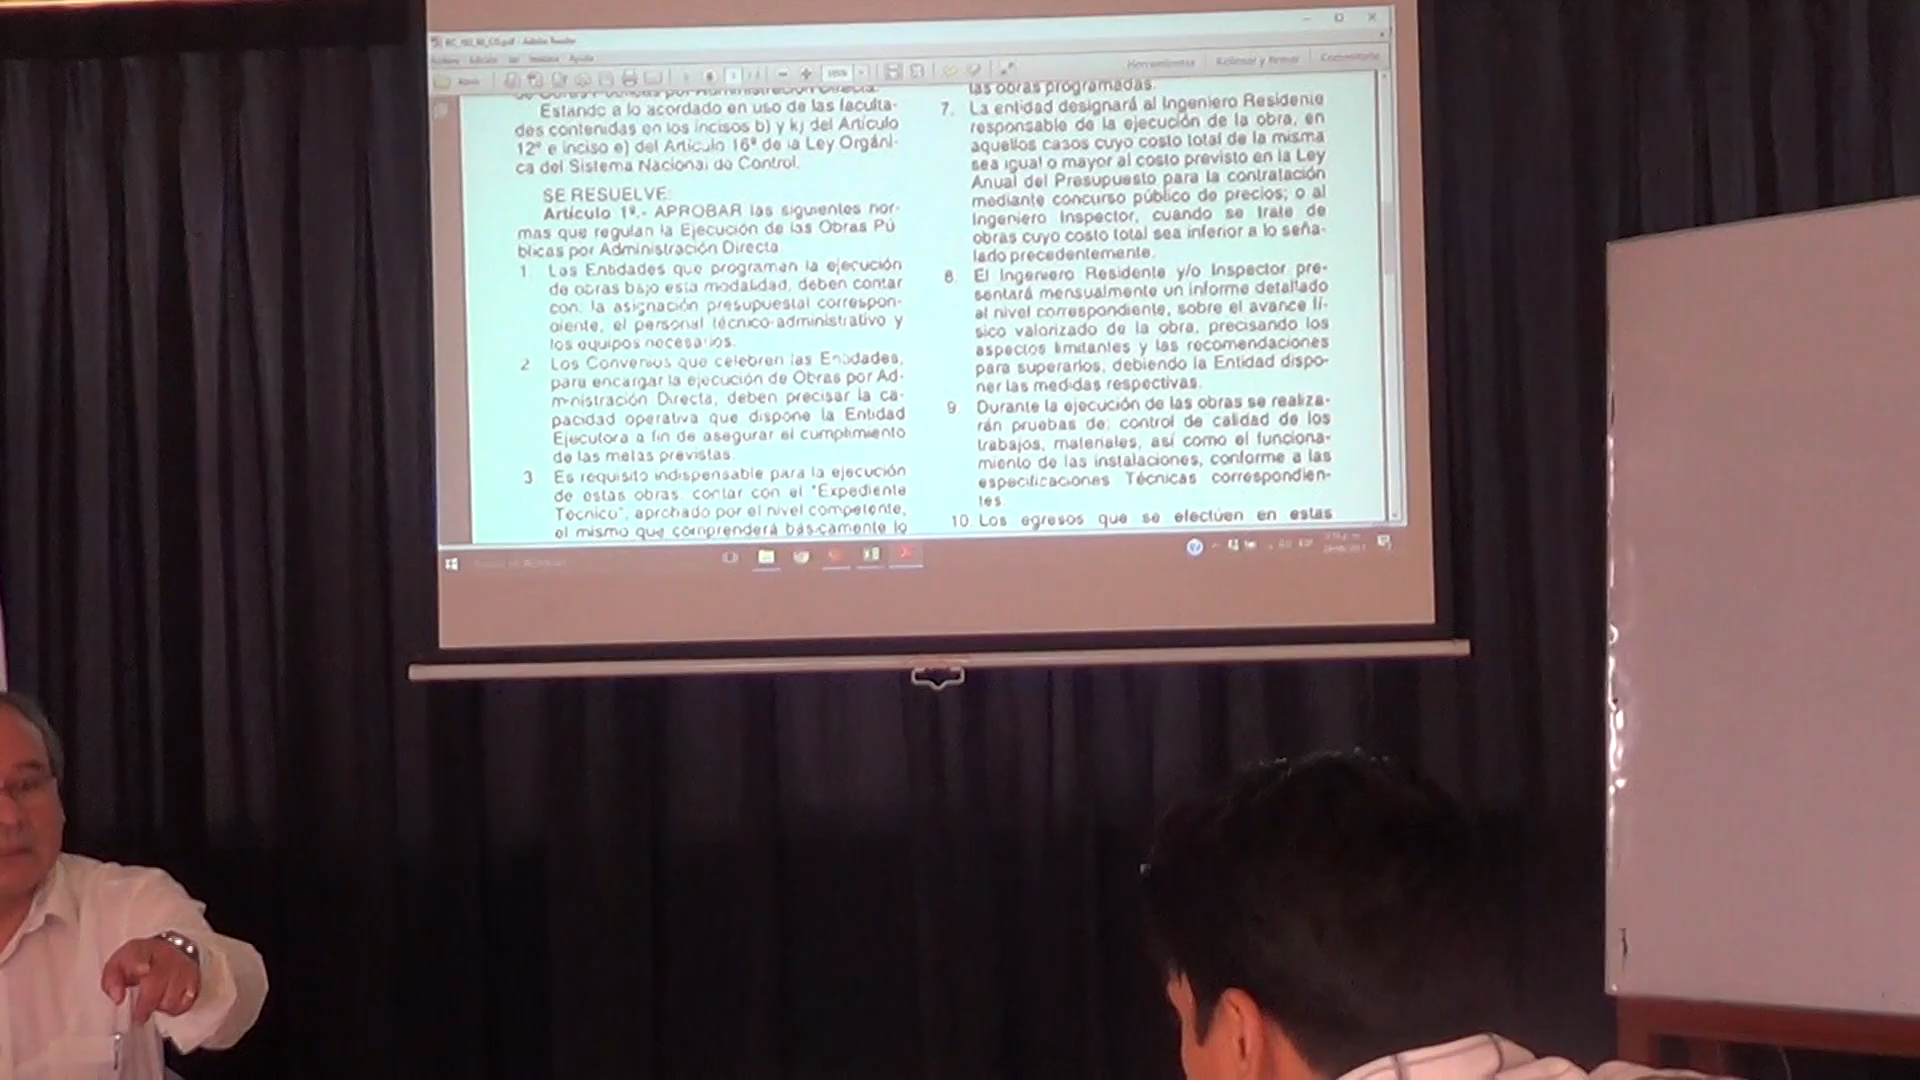 Adobe Reader
Ayuda
Herramientas
Rellenar y firmar
Comentario
de Obras Públicas por Administración Directa.
Estando a lo acordado en uso de las faculta-
des contenidas en los incisos b) y k) del Artículo
12º e inciso e) del Artículo 16º de la Ley Orgáni-
ca del Sistema Nacional de Control.
SE RESUELVE:
Artículo 1º.- APROBAR las siguientes nor-
mas que regulan la Ejecución de las Obras Pú
blicas por Administración Directa
1. Las Entidades que programan la ejecución
de obras bajo esta modalidad, deben contar
con: la asignación presupuestal correspon-
diente, el personal técnico-administrativo y
los equipos necesarios.
2 Los Convenios que celebren las Entidades,
para encargar la ejecución de Obras por Ad-
ministración Directa, deben precisar la ca-
pacidad operativa que dispone la Entidad
Ejecutora a fin de asegurar el cumplimiento
de las metas previstas.
3 Es requisito indispensable para la ejecución
de estas obras, contar con el "Expediente
Técnico", aprobado por el nivel competente,
el mismo que comprenderá básicamente lo
las obras programadas.
7. La entidad designará al Ingeniero Residente
responsable de la ejecución de la obra, en
aquellos casos cuyo costo total de la misma
sea igual o mayor al costo previsto en la Ley
Anual del Presupuesto para la contratación
mediante concurso público de precios; o al
Ingeniero Inspector, cuando se trate de
obras cuyo costo total sea inferior a lo seña-
lado precedentemente.
8. El Ingeniero Residente y/o Inspector pre-
sentará mensualmente un informe detallado
al nivel correspondiente, sobre el avance fí-
sico valorizado de la obra, precisando los
aspectos limitantes y las recomendaciones
para superarlos, debiendo la Entidad dispo-
ner las medidas respectivas.
9. Durante la ejecución de las obras se realiza-
rán pruebas de: control de calidad de los
trabajos, materiales, así como el funciona-
miento de las instalaciones, conforme a las
especificaciones Técnicas correspondien-
tes.
10. Los egresos que se efectúen en estas